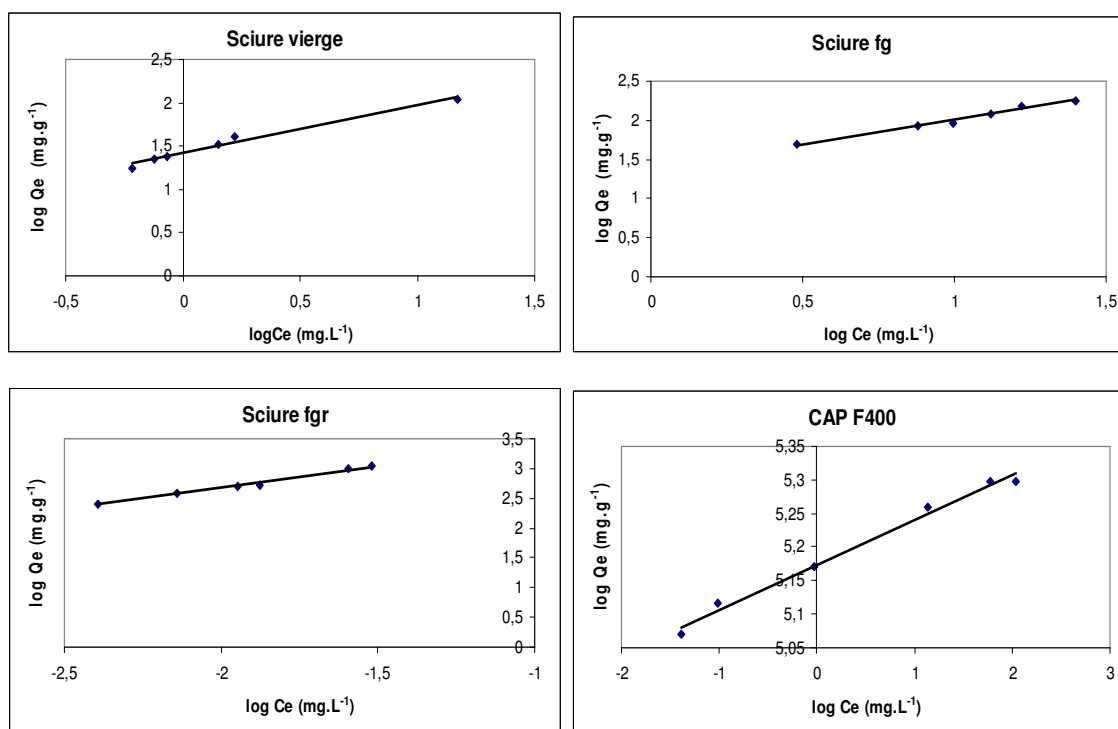 Sciure vierge
2,5
2
1,5
1
0,5
0
-0,5 0 0,5 1 1,5
log Qe (mg.g-1)
logCe (mg.L-1)
Sciure fg
2,5
2
1,5
1
0,5
0
0 0,5 1 1,5
log Qe (mg.g-1)
log Ce (mg.L-1)
Sciure fgr
3,5
3
2,5
2
1,5
1
0,5
0
-2,5 -2 -1,5 -1
log Qe (mg.g-1)
log Ce (mg.L-1)
CAP F400
5,35
5,3
5,25
5,2
5,15
5,1
5,05
-2 -1 0 1 2 3
log Qe (mg.g-1)
log Ce (mg.L-1)